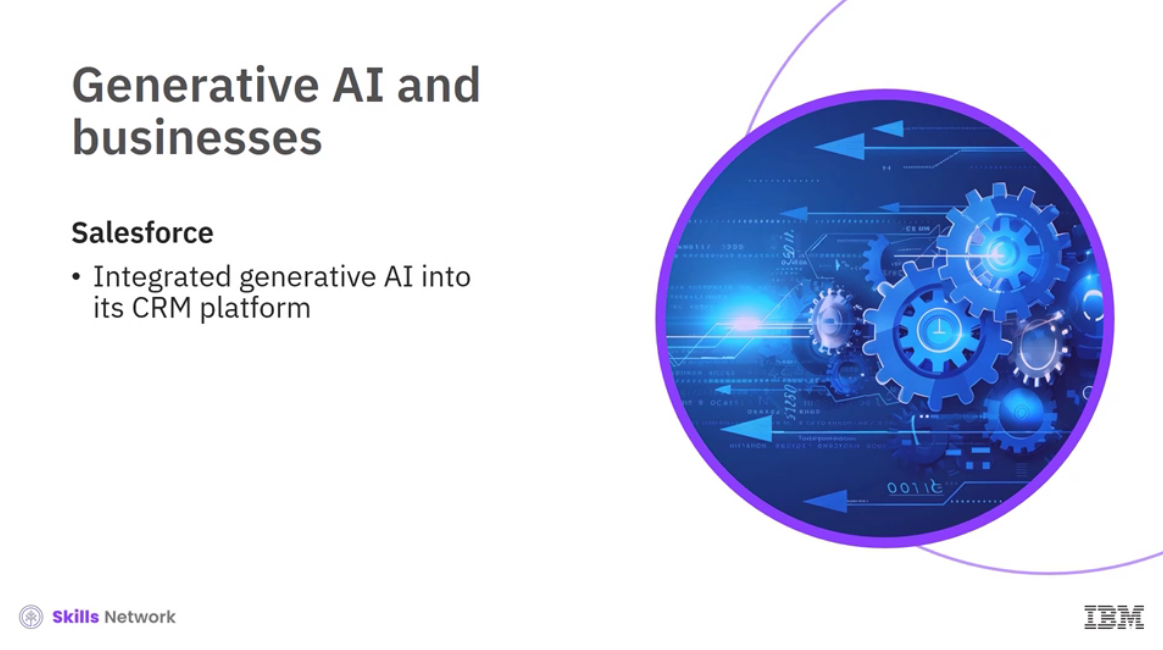 Generative AI and
businesses
Salesforce
• Integrated generative AI into
its CRM platform
Skills Network
IBM